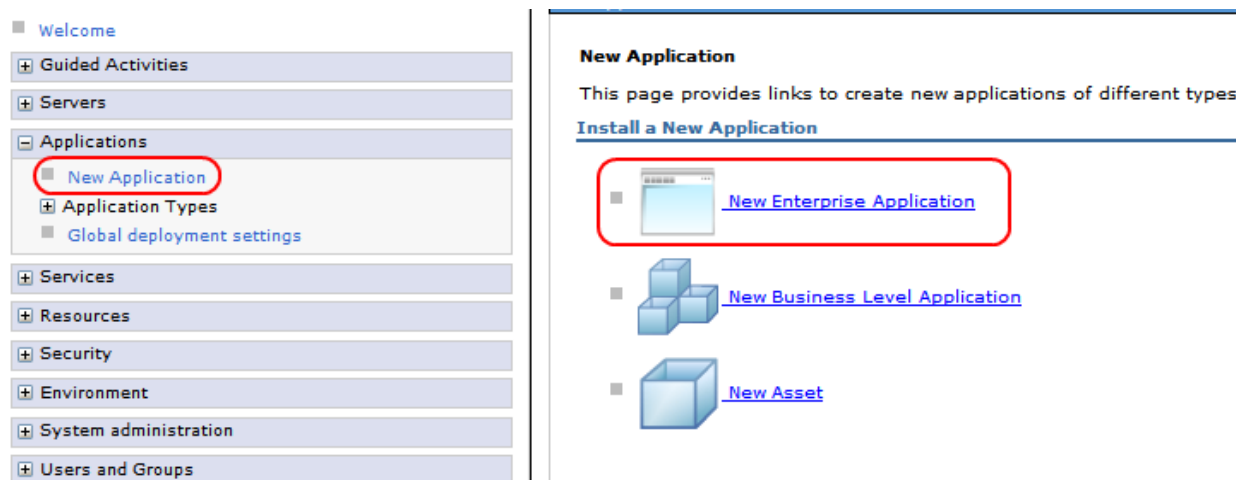 Welcome
Guided Activities
Servers
Applications
New Application
Application Types
Global deployment settings
Services
Resources
Security
Environment
System administration
Users and Groups
New Application
This page provides links to create new applications of different types
Install a New Application
New Enterprise Application
New Business Level Application
New Asset